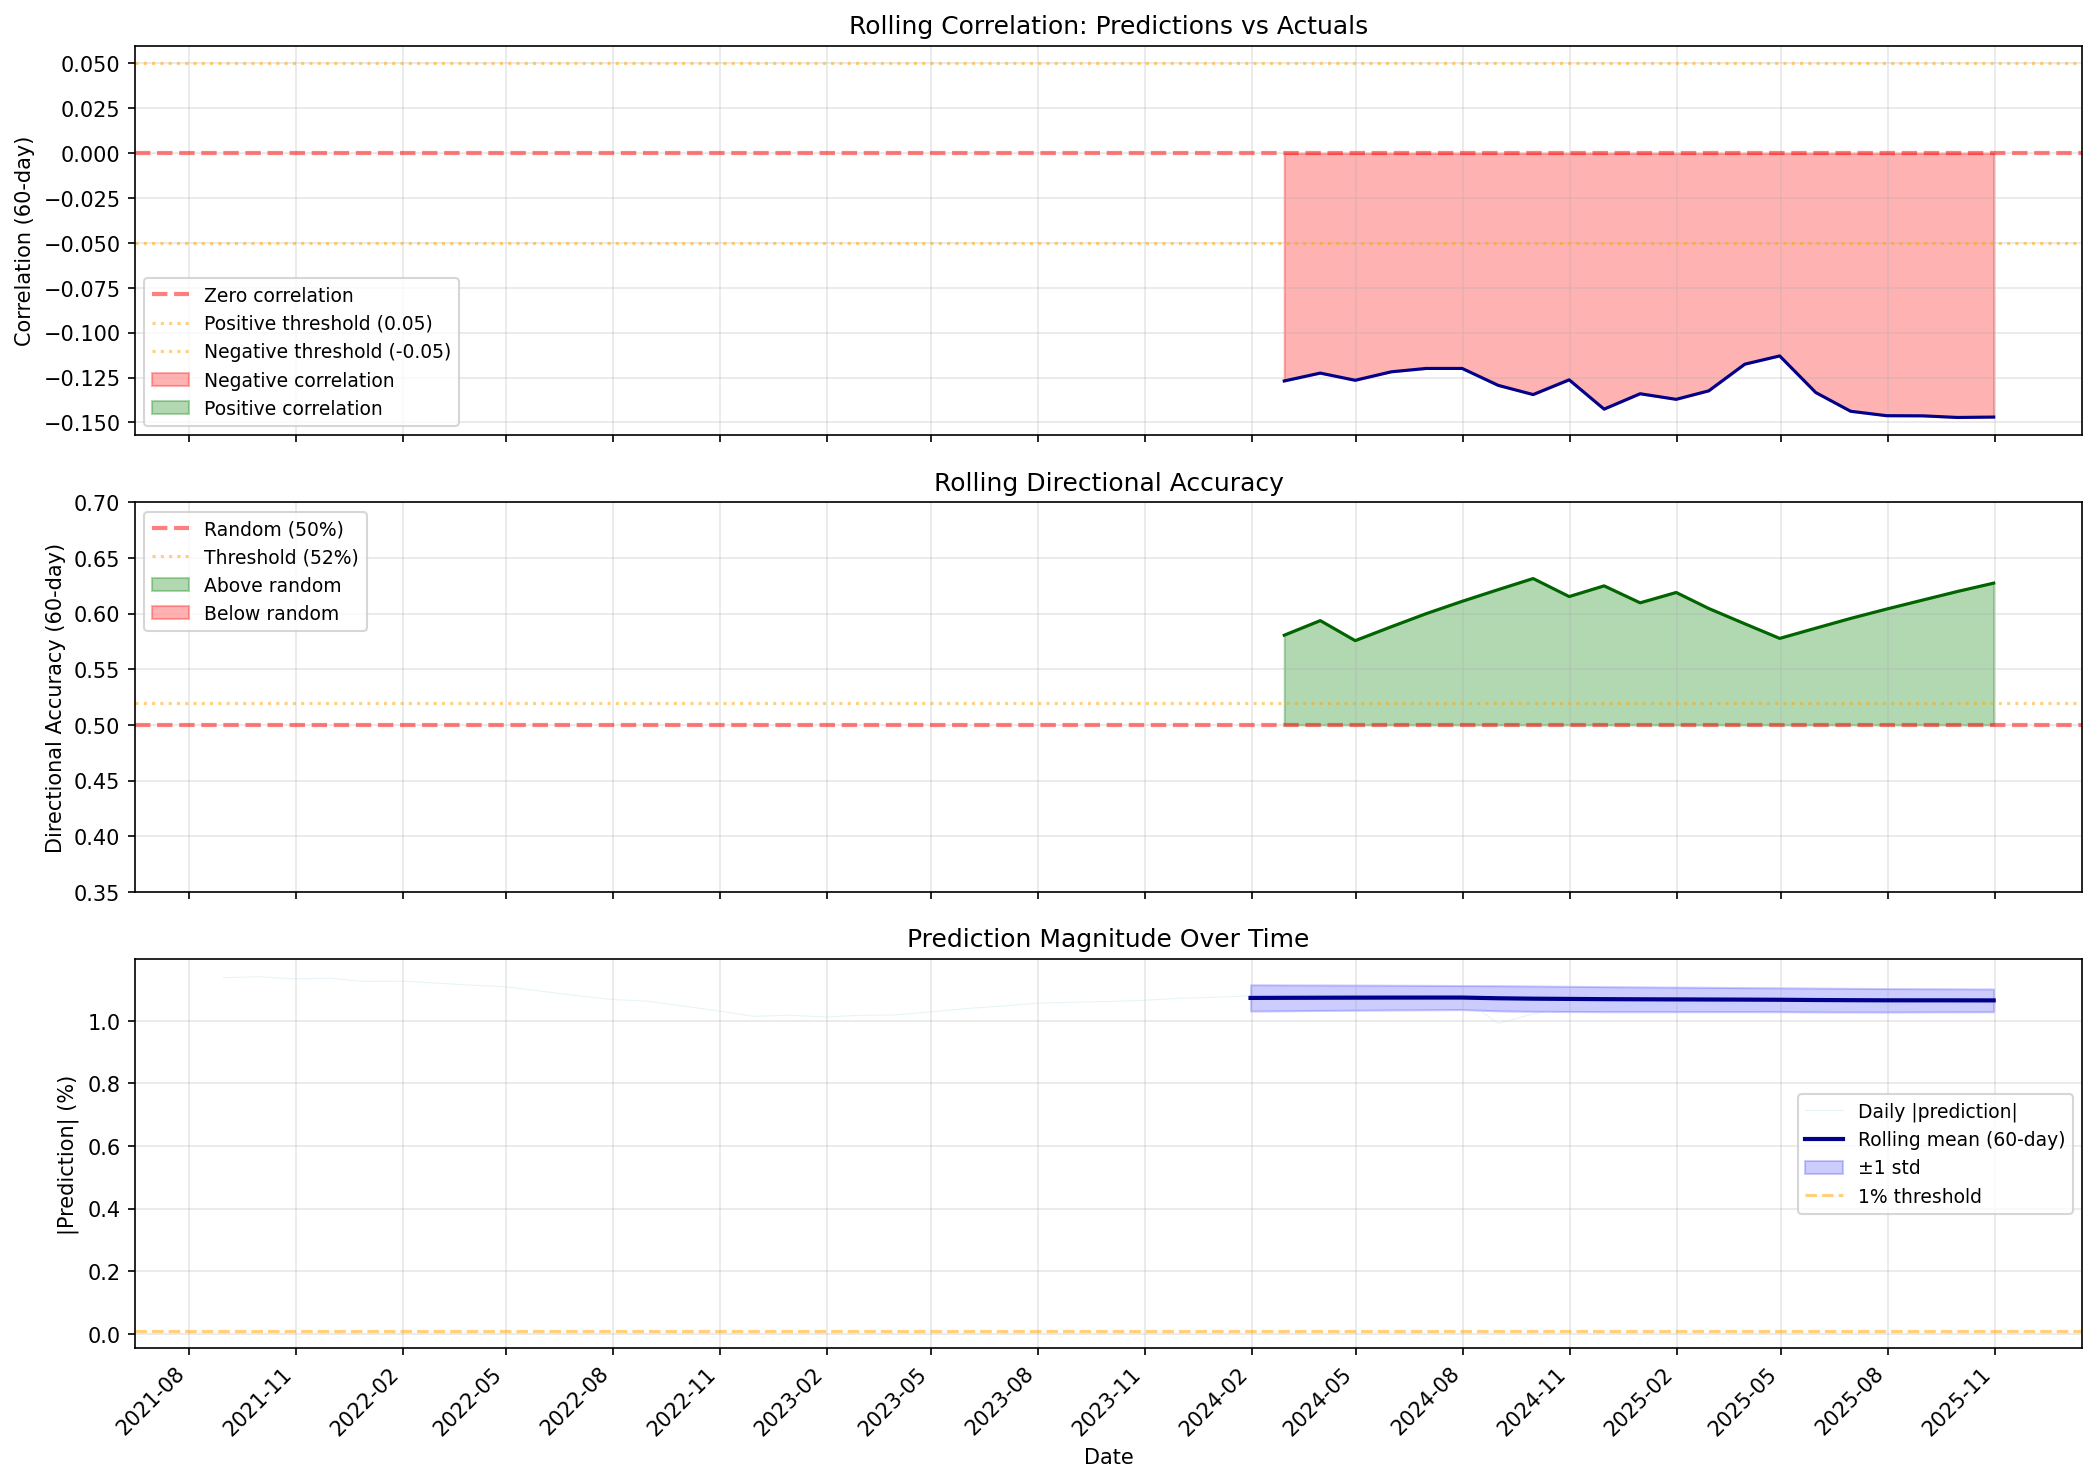 Rolling Correlation: Predictions vs Actuals
Correlation (60-day)
0.050
0.025
0.000
−0.025
−0.050
−0.075
−0.100
−0.125
−0.150
Zero correlation
Positive threshold (0.05)
Negative threshold (-0.05)
Negative correlation
Positive correlation
Rolling Directional Accuracy
Directional Accuracy (60-day)
0.70
0.65
0.60
0.55
0.50
0.45
0.40
0.35
Random (50%)
Threshold (52%)
Above random
Below random
Prediction Magnitude Over Time
|Prediction| (%)
1.0
0.8
0.6
0.4
0.2
0.0
Daily |prediction|
Rolling mean (60-day)
±1 std
1% threshold
2021-08
2021-11
2022-02
2022-05
2022-08
2022-11
2023-02
2023-05
2023-08
2023-11
2024-02
2024-05
2024-08
2024-11
2025-02
2025-05
2025-08
2025-11
Date